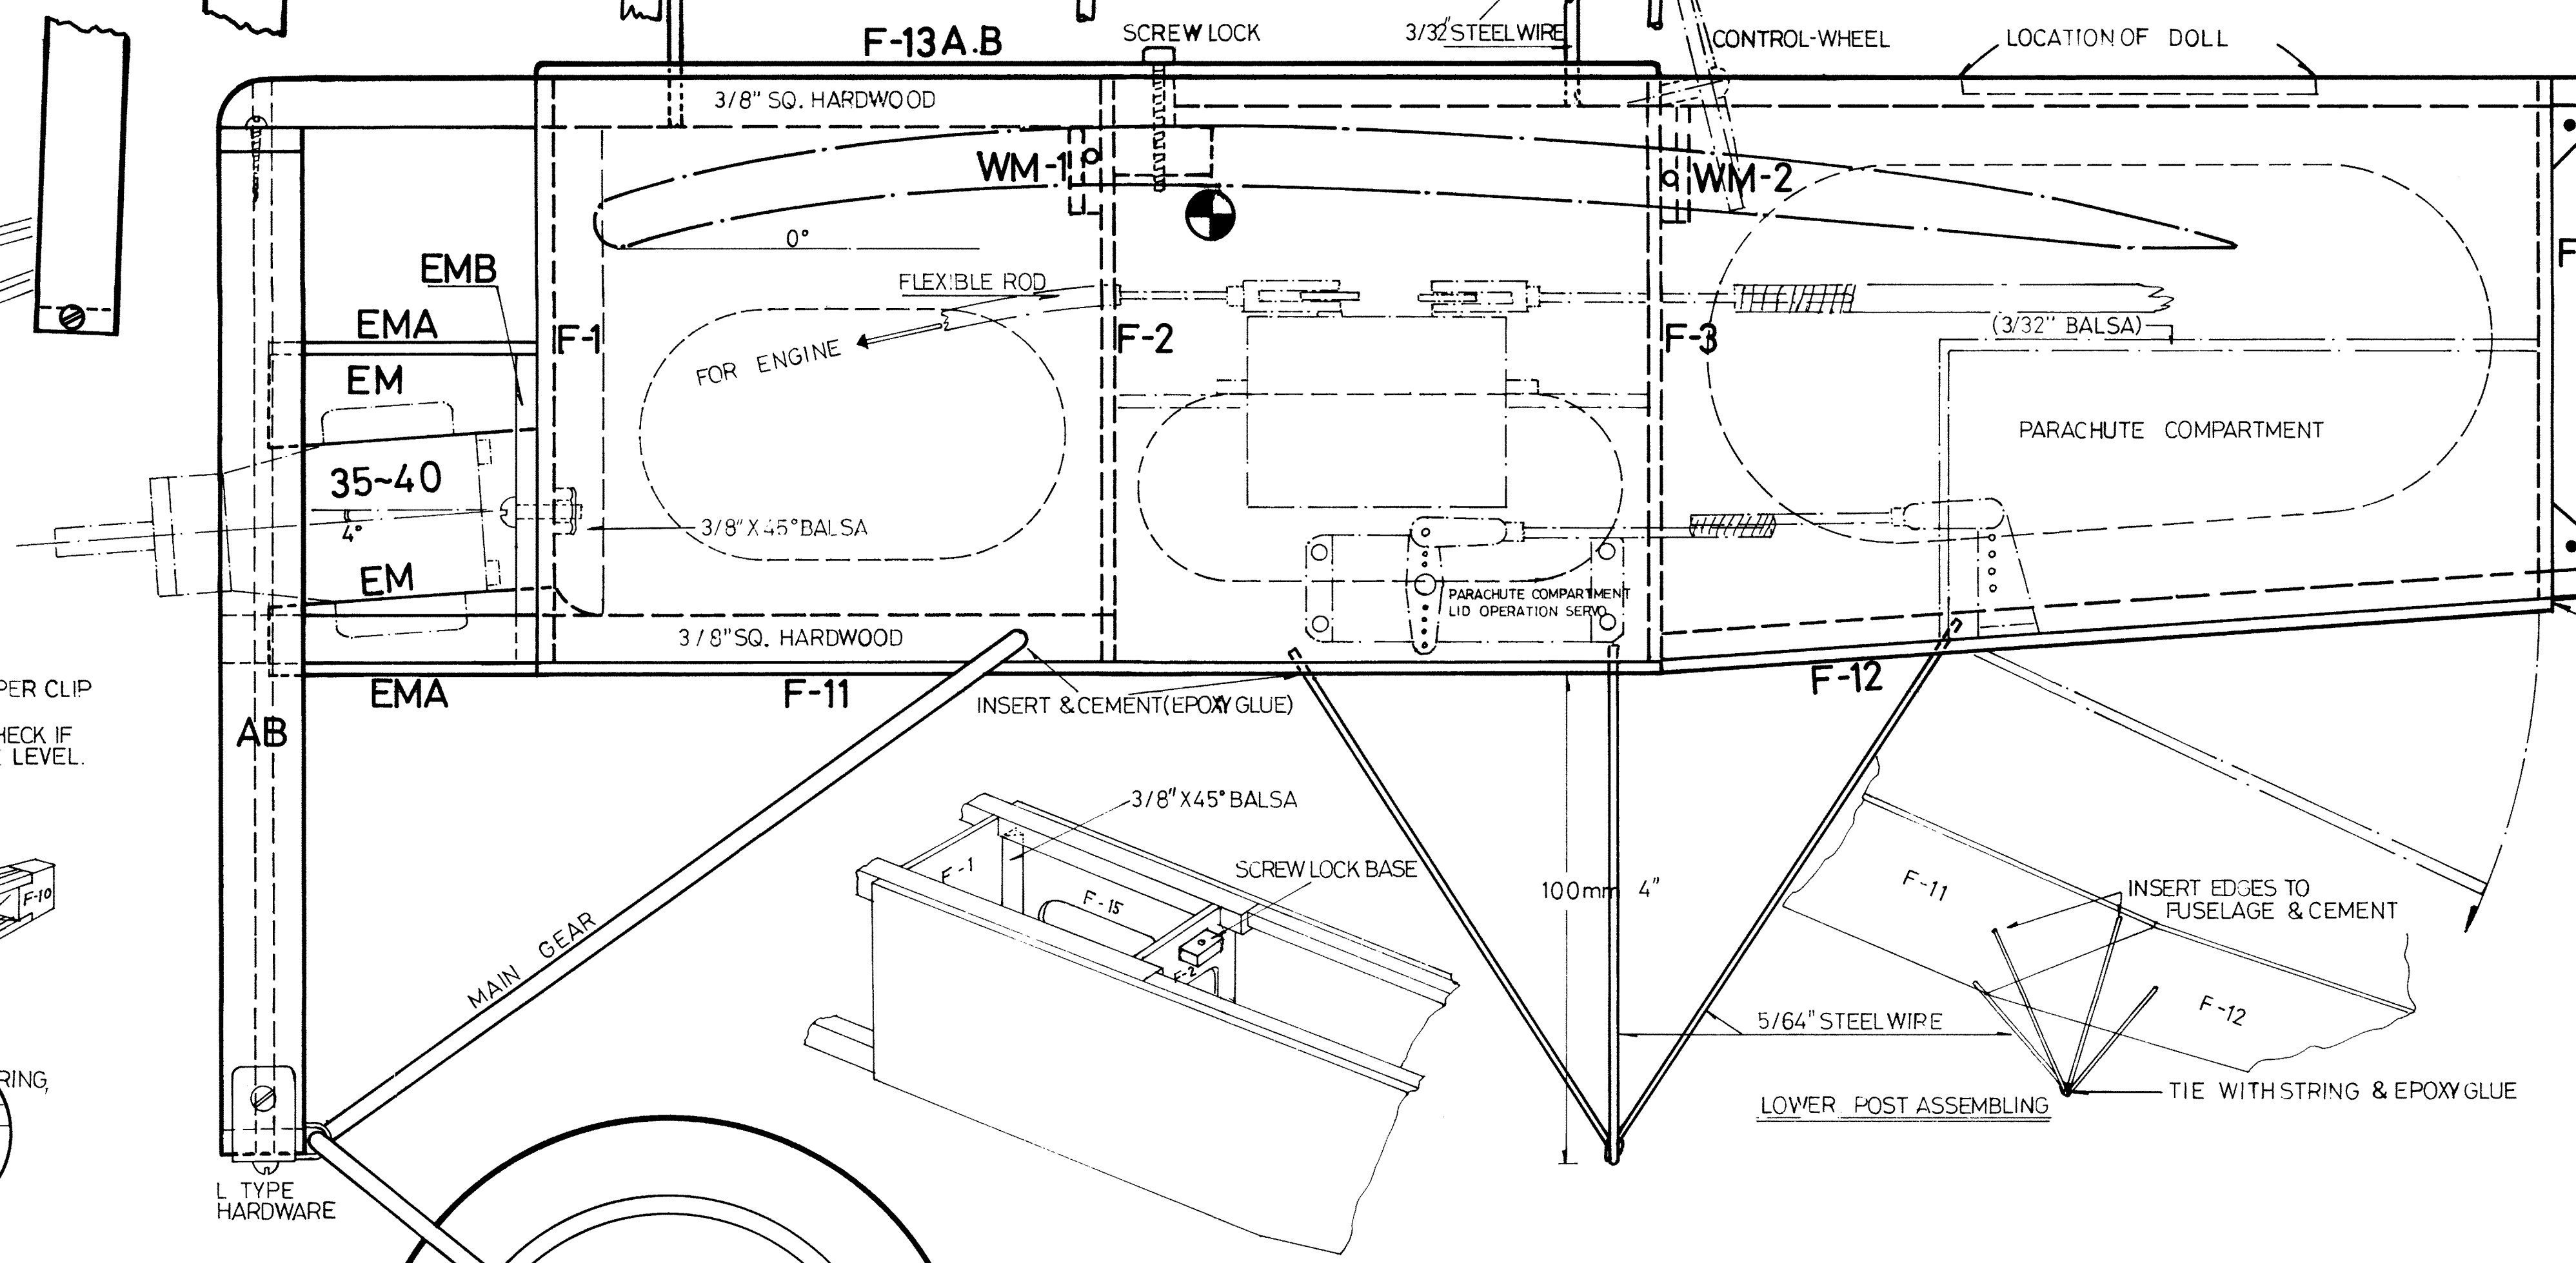 F-13A.B
SCREW LOCK
3/32" STEEL WIRE
CONTROL-WHEEL
LOCATION OF DOLL
3/8" SQ. HARDWOOD
WM-1
WM-2
0°
EMB
FLEXIBLE ROD
EMA
F-1
F-2
F-3
(3/32" BALSA)
FOR ENGINE
EM
PARACHUTE COMPARTMENT
35~40
4°
3/8" X 45° BALSA
EM
PARACHUTE COMPARTMENT
LID OPERATION SERVO
3/8" SQ. HARDWOOD
EMA
F-11
F-12
INSERT & CEMENT (EPOXY GLUE)
PER CLIP
HECK IF
LEVEL.
AB
3/8" X 45° BALSA
SCREW LOCK BASE
F-1
F-15
F-2
F-10
100mm 4"
F-11
INSERT EDGES TO
FUSELAGE & CEMENT
MAIN GEAR
F-12
5/64" STEEL WIRE
RING,
TIE WITH STRING & EPOXY GLUE
LOWER POST ASSEMBLING
L TYPE
HARDWARE
F